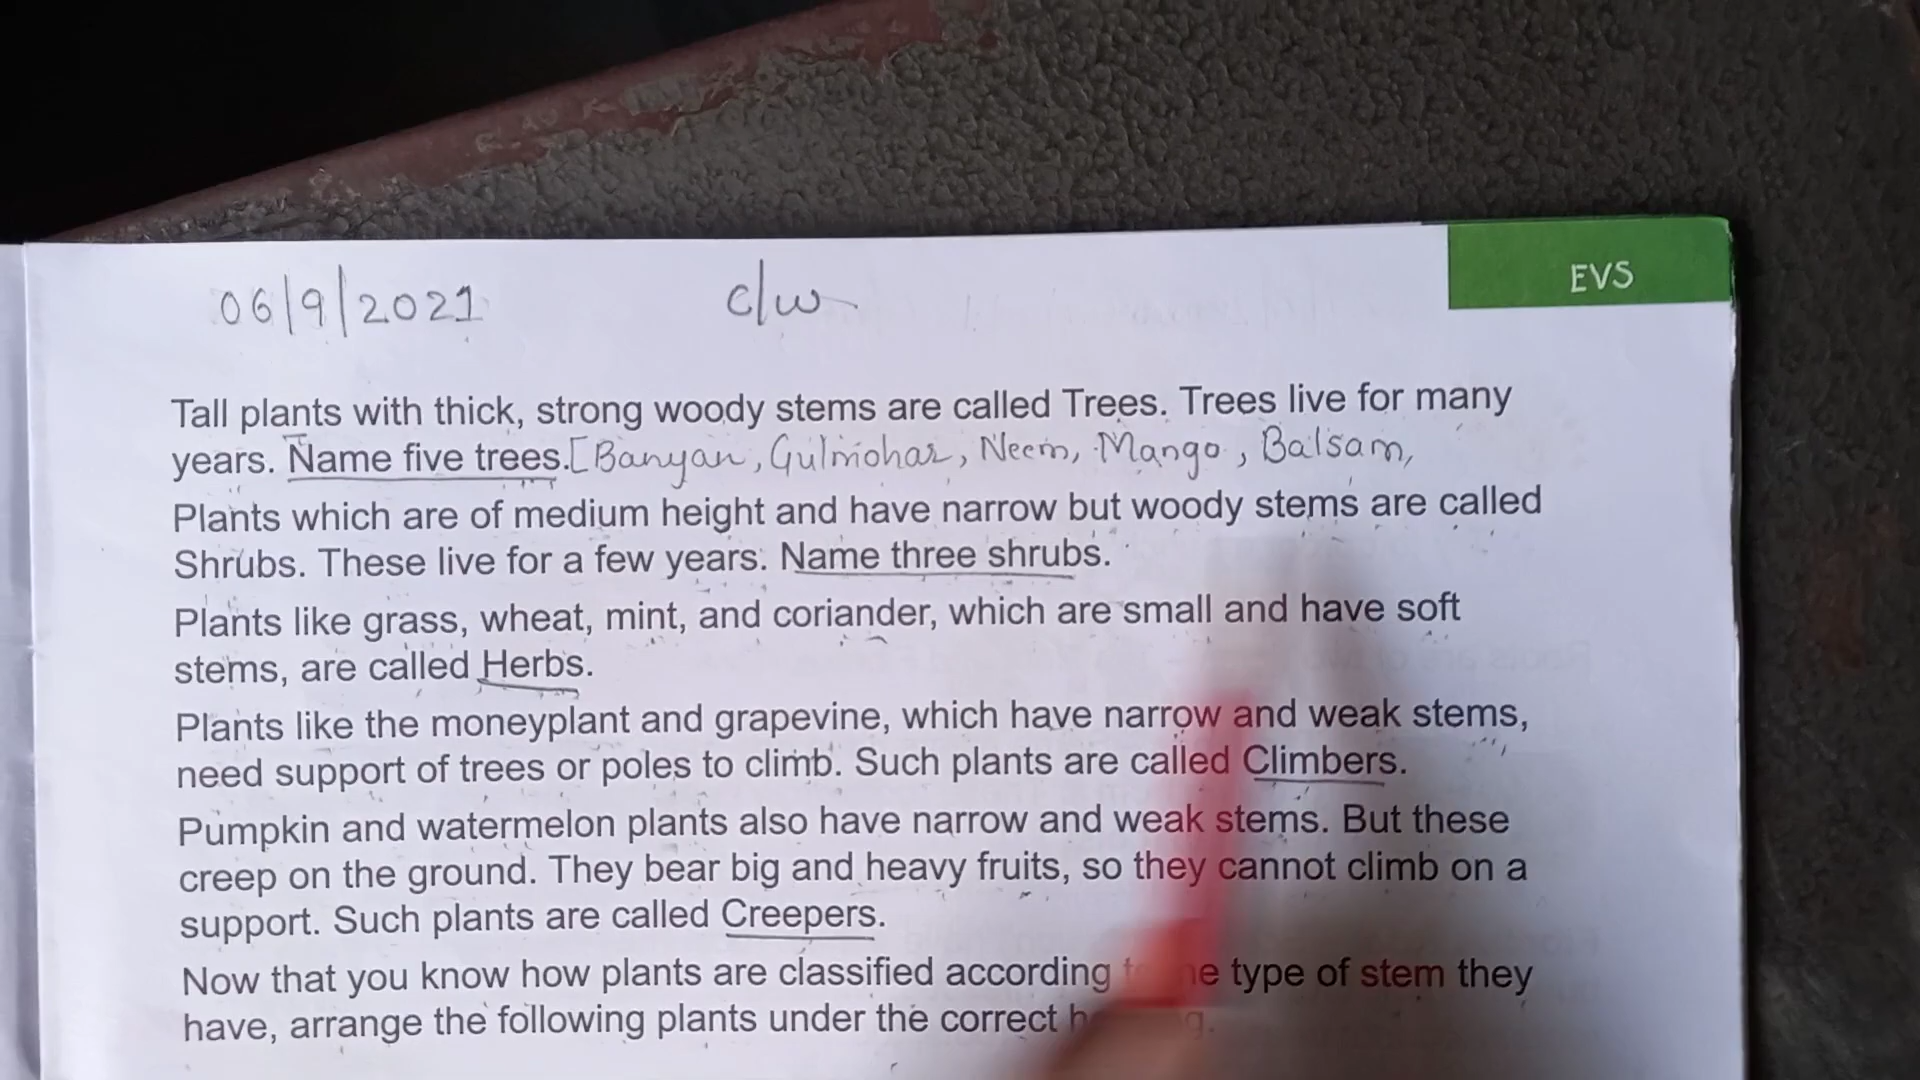 EVS
06/9/2021 c/w
Tall plants with thick, strong woody stems are called Trees. Trees live for many
years. Name five trees.[Banyan, Gulmohar, Neem, Mango, Balsam,
Plants which are of medium height and have narrow but woody stems are called
Shrubs. These live for a few years. Name three shrubs.
Plants like grass, wheat, mint, and coriander, which are small and have soft
stems, are called Herbs.
Plants like the moneyplant and grapevine, which have narrow and weak stems,
need support of trees or poles to climb. Such plants are called Climbers.
Pumpkin and watermelon plants also have narrow and weak stems. But these
creep on the ground. They bear big and heavy fruits, so they cannot climb on a
support. Such plants are called Creepers.
Now that you know how plants are classified according type of stem they
have, arrange the following plants under the correct